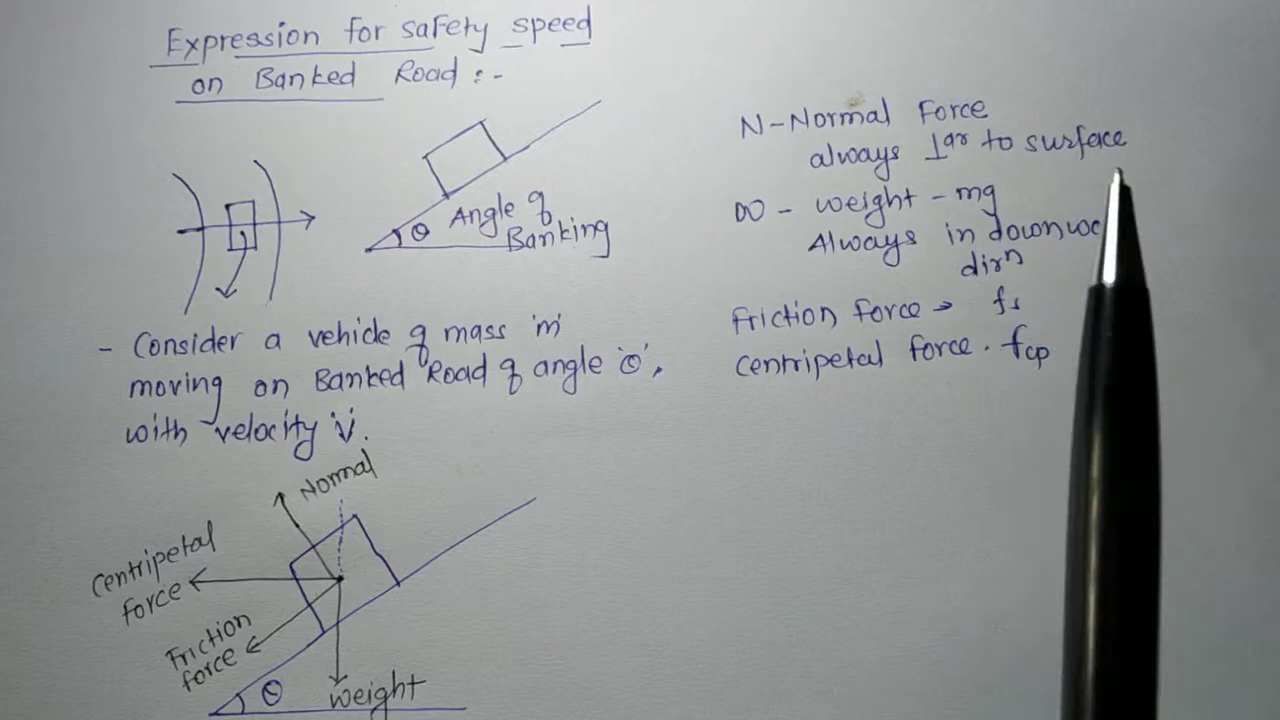 Expression for safety speed
on Banked Road :-
θ Angle of
Banking
- Consider a vehicle of mass 'm'
moving on Banked Road of angle 'θ',
with velocity 'v'.
Normal
Centripetal
force
Friction
force
θ
weight
N - Normal Force
always ⊥ar to surface
W - weight - mg
Always in
dirn
friction force → fs
centripetal force. fcp